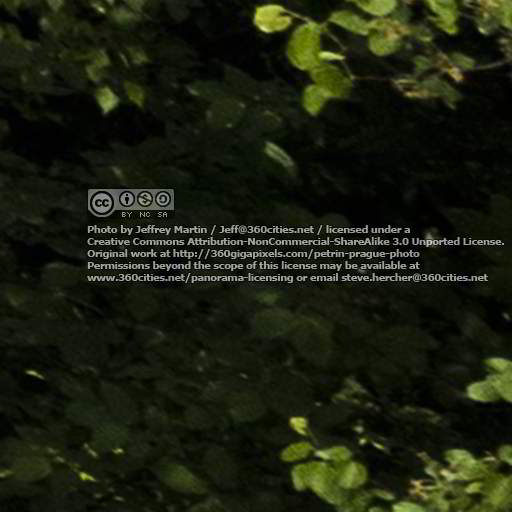 cc BY NC SA
Photo by Jeffrey Martin / Jeff@360cities.net / licensed under a
Creative Commons Attribution-NonCommercial-ShareAlike 3.0 Unported License.
Original work at http://360gigapixels.com/petrin-prague-photo
Permissions beyond the scope of this license may be available at
www.360cities.net/panorama-licensing or email steve.hercher@360cities.net